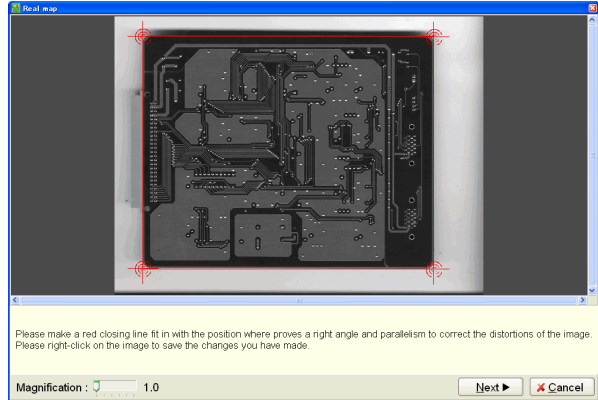 Real map
Please make a red closing line fit in with the position where proves a right angle and parallelism to correct the distortions of the image.
Please right-click on the image to save the changes you have made.
Magnification : 1.0
Next
Cancel